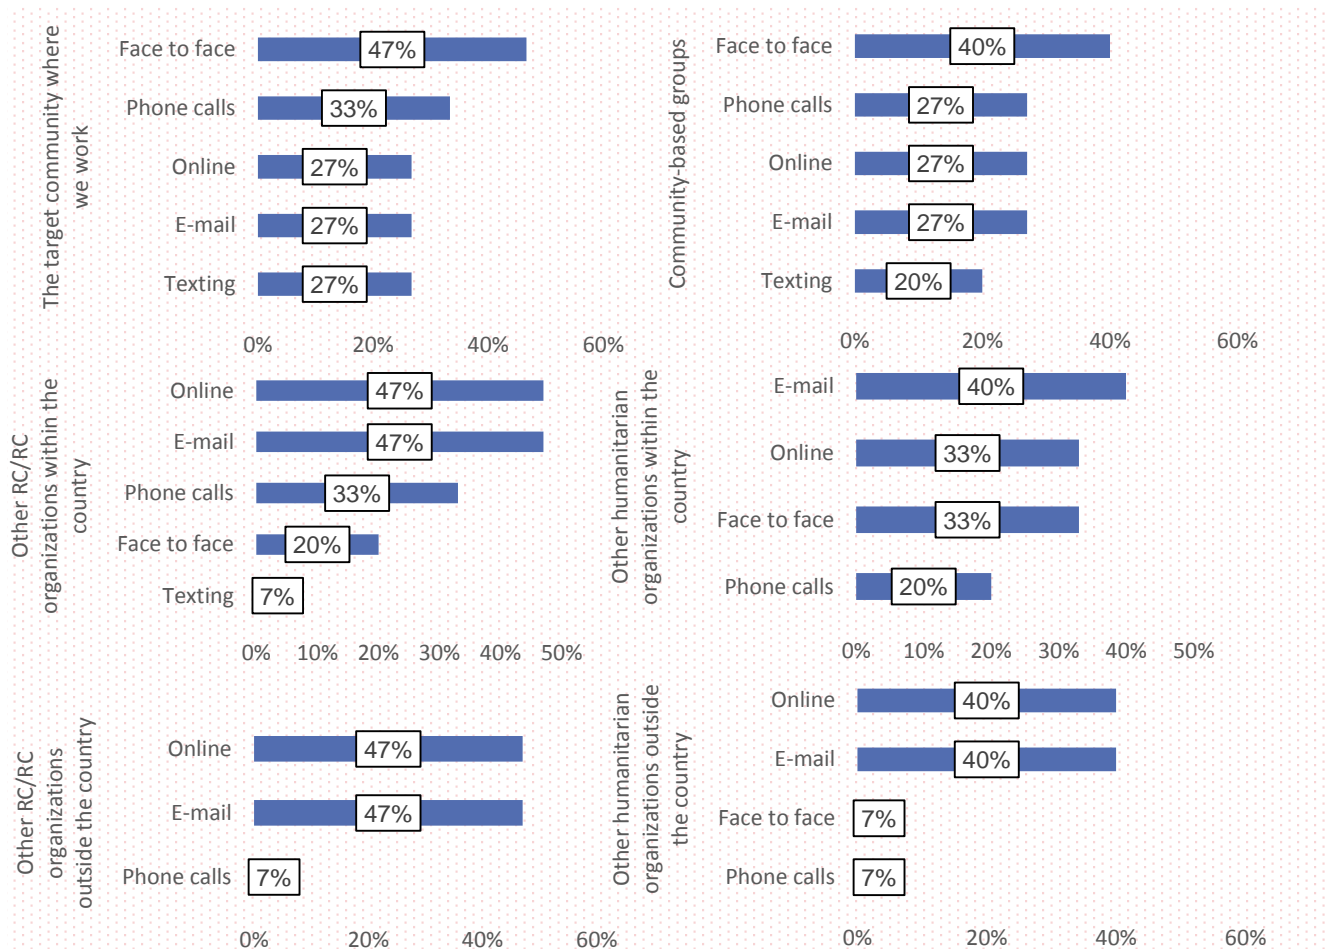 The target community where
we work
Face to face 47%
Phone calls 33%
Online 27%
E-mail 27%
Texting 27%
0% 20% 40% 60%
Community-based groups
Face to face 40%
Phone calls 27%
Online 27%
E-mail 27%
Texting 20%
0% 20% 40% 60%
Other RC/RC
organizations within the
country
Online 47%
E-mail 47%
Phone calls 33%
Face to face 20%
Texting 7%
0% 10% 20% 30% 40% 50%
Other humanitarian
organizations within the
country
E-mail 40%
Online 33%
Face to face 33%
Phone calls 20%
0% 10% 20% 30% 40% 50%
Other RC/RC
organizations
outside the country
Online 47%
E-mail 47%
Phone calls 7%
0% 20% 40% 60%
Other humanitarian
organizations outside
the country
Online 40%
E-mail 40%
Face to face 7%
Phone calls 7%
0% 20% 40% 60%